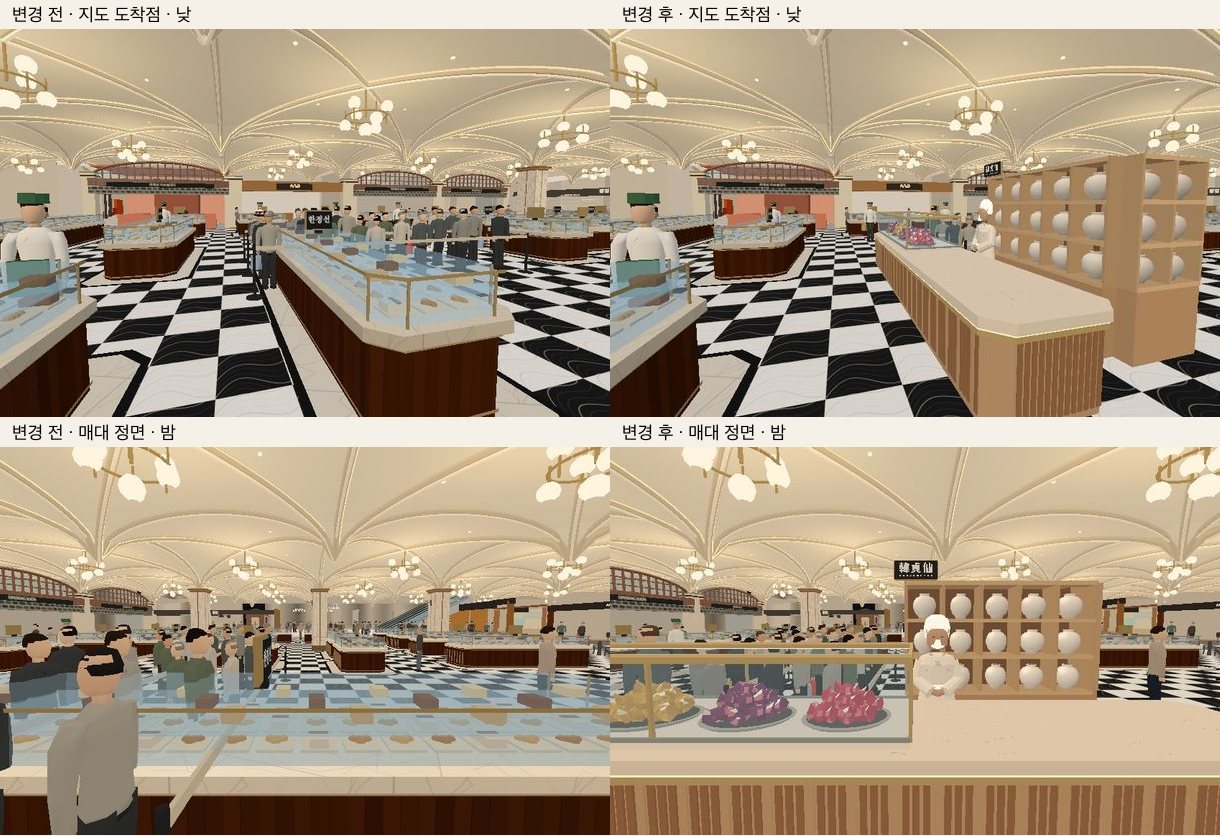 변경 전 · 지도 도착점 · 낮
변경 후 · 지도 도착점 · 낮
한정선
변경 전 · 매대 정면 · 밤
변경 후 · 매대 정면 · 밤
韓貞仙